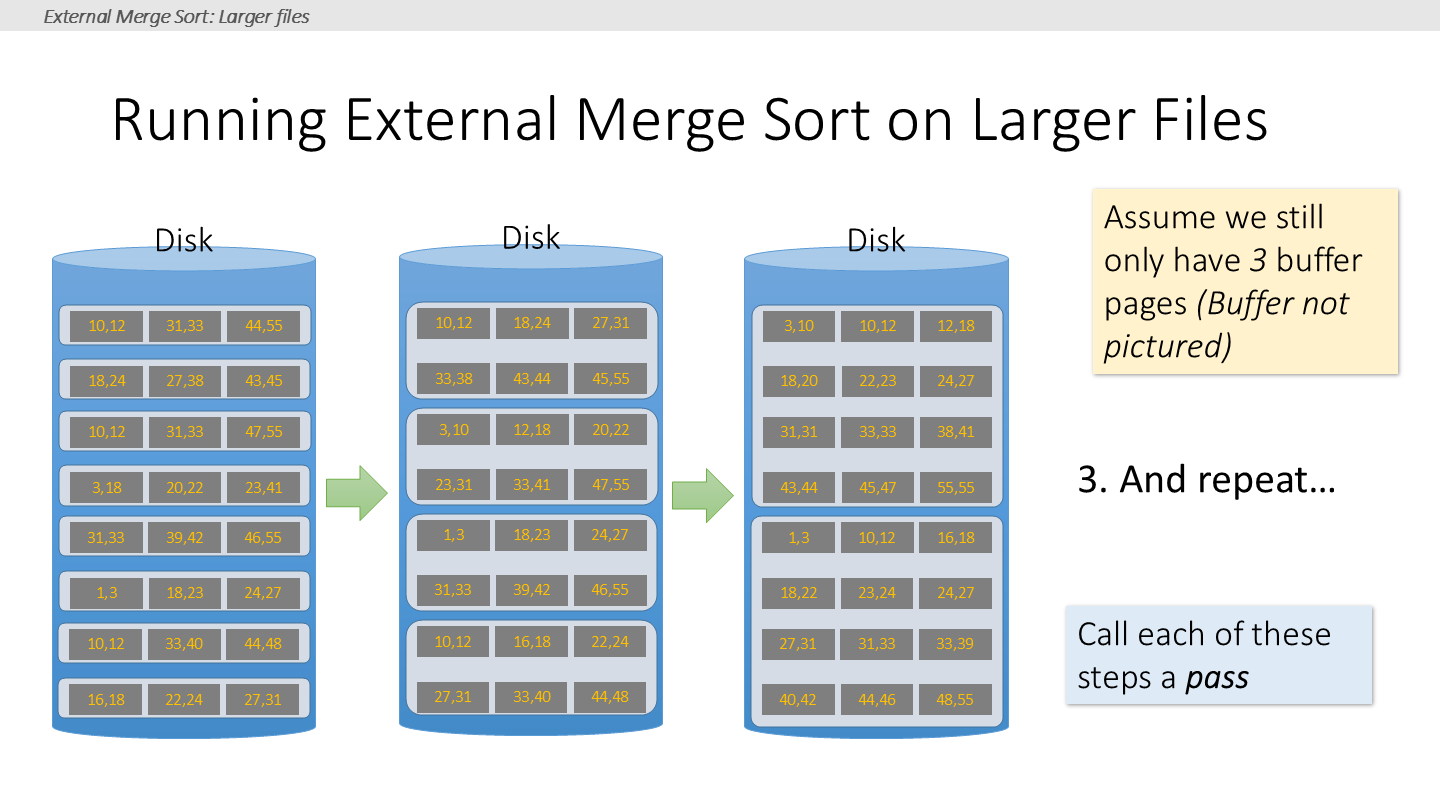 External Merge Sort: Larger files
Running External Merge Sort on Larger Files
Disk
10,12 31,33 44,55
18,24 27,38 43,45
10,12 31,33 47,55
3,18 20,22 23,41
31,33 39,42 46,55
1,3 18,23 24,27
10,12 33,40 44,48
16,18 22,24 27,31
Disk
10,12 18,24 27,31
33,38 43,44 45,55
3,10 12,18 20,22
23,31 33,41 47,55
1,3 18,23 24,27
31,33 39,42 46,55
10,12 16,18 22,24
27,31 33,40 44,48
Disk
3,10 10,12 12,18
18,20 22,23 24,27
31,31 33,33 38,41
43,44 45,47 55,55
1,3 10,12 16,18
18,22 23,24 24,27
27,31 31,33 33,39
40,42 44,46 48,55
Assume we still
only have 3 buffer
pages (Buffer not
pictured)
3. And repeat…
Call each of these
steps a pass